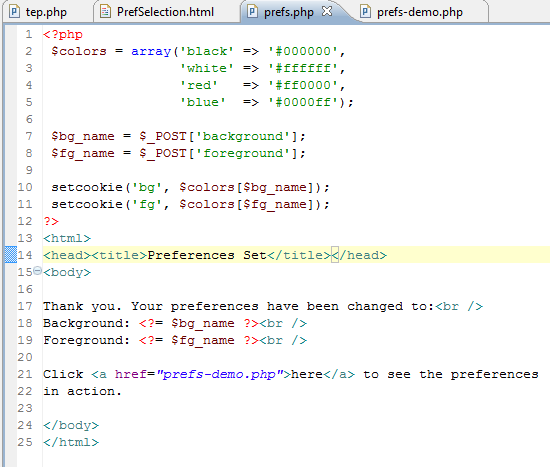 tep.php PrefSelection.html prefs.php prefs-demo.php
1 <?php
2 $colors = array('black' => '#000000',
3 'white' => '#ffffff',
4 'red' => '#ff0000',
5 'blue' => '#0000ff');
6
7 $bg_name = $_POST['background'];
8 $fg_name = $_POST['foreground'];
9
10 setcookie('bg', $colors[$bg_name]);
11 setcookie('fg', $colors[$fg_name]);
12 ?>
13 <html>
14 <head><title>Preferences Set</title></head>
15 <body>
16
17 Thank you. Your preferences have been changed to:<br />
18 Background: <?= $bg_name ?><br />
19 Foreground: <?= $fg_name ?><br />
20
21 Click <a href="prefs-demo.php">here</a> to see the preferences
22 in action.
23
24 </body>
25 </html>